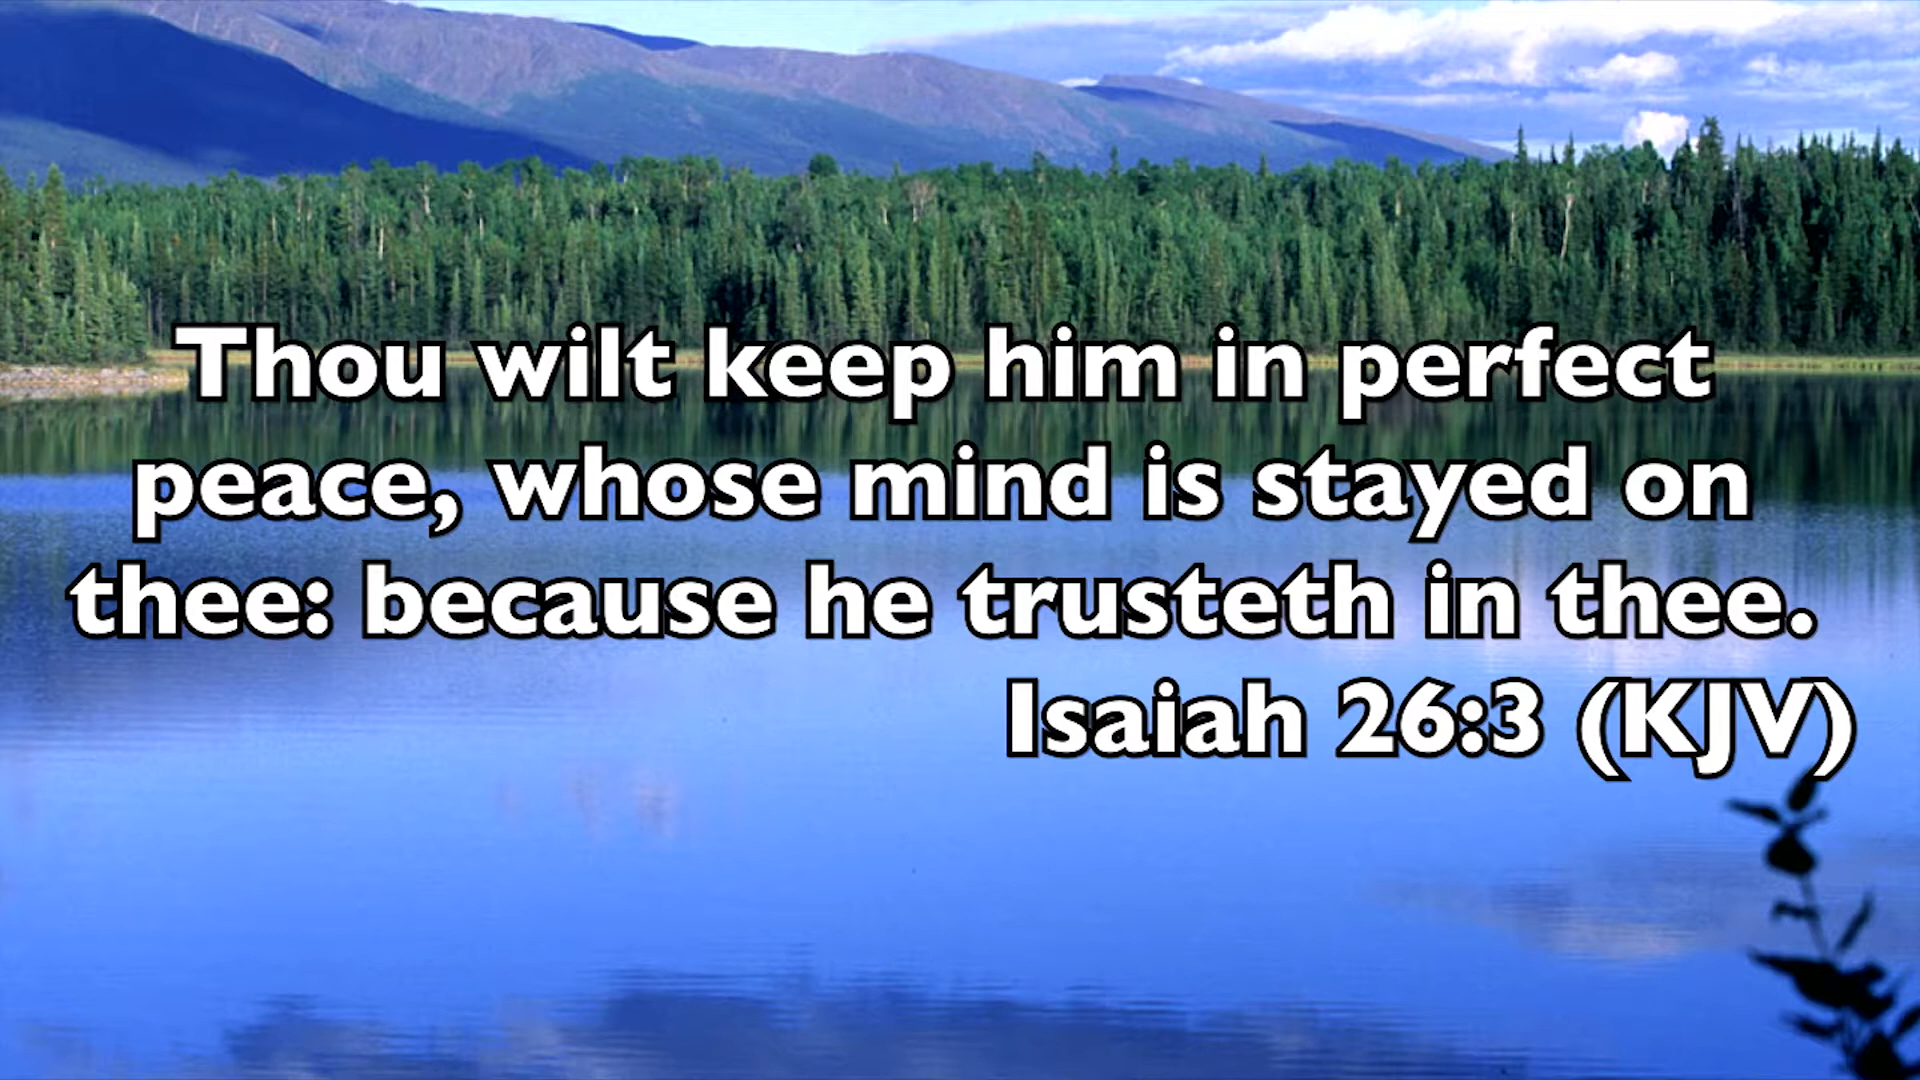 Thou wilt keep him in perfect
peace, whose mind is stayed on
thee: because he trusteth in thee.
Isaiah 26:3 (KJV)